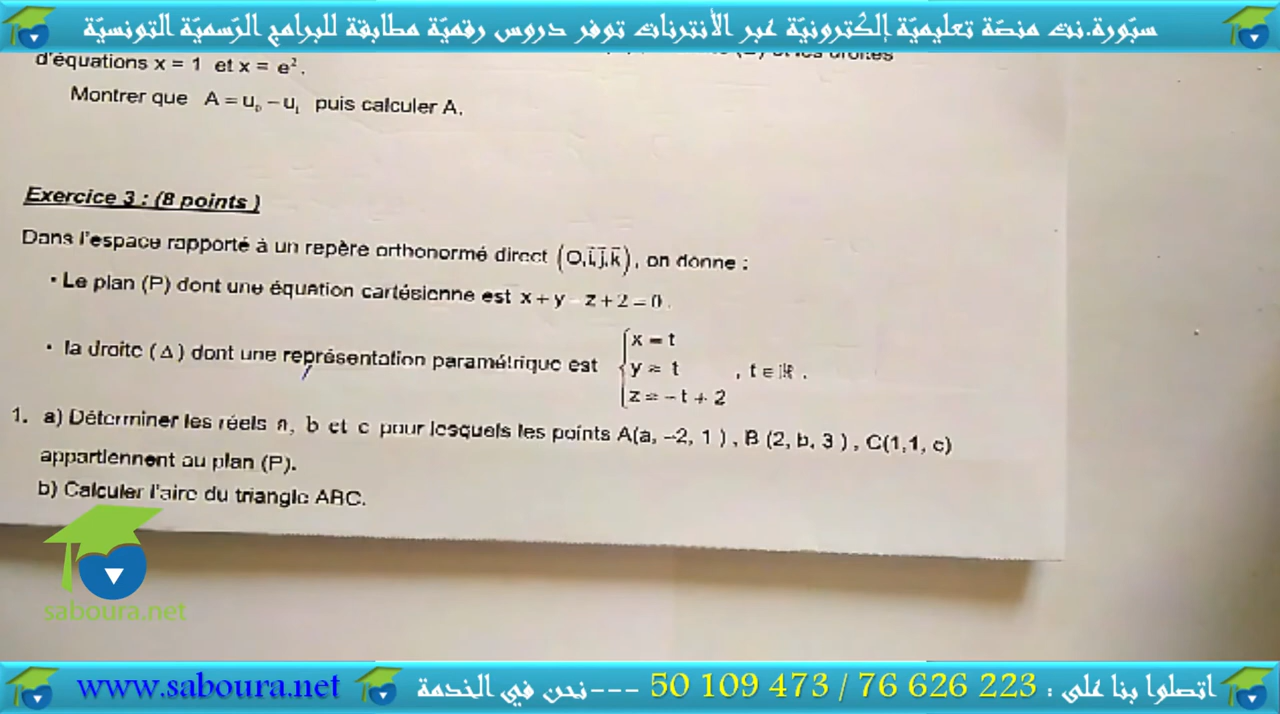 سبّورة.نت منصّة تعليميّة إلكترونيّة عبر الأنترنات توفر دروس رقميّة مطابقة للبرامج الرّسميّة التونسيّة
et les droites
d'équations x = 1 et x = e².
Montrer que A = u₀ – u₁ puis calculer A.
Exercice 3 : (8 points )
Dans l'espace rapporté à un repère orthonormé direct (O,i,j,k), on donne :
• Le plan (P) dont une équation cartésienne est x + y – z + 2 = 0.
• la droite (Δ) dont une représentation paramétrique est {x = t
y = t , t ∈ ℝ .
z = –t + 2
1. a) Déterminer les réels a, b et c pour lesquels les points A(a, –2, 1 ) , B (2, b, 3 ) , C(1,1, c)
appartiennent au plan (P).
b) Calculer l'aire du triangle ABC.
saboura.net
www.saboura.net اتصلوا بنا على : 223 626 76 / 473 109 50 ---نحن في الخدمة